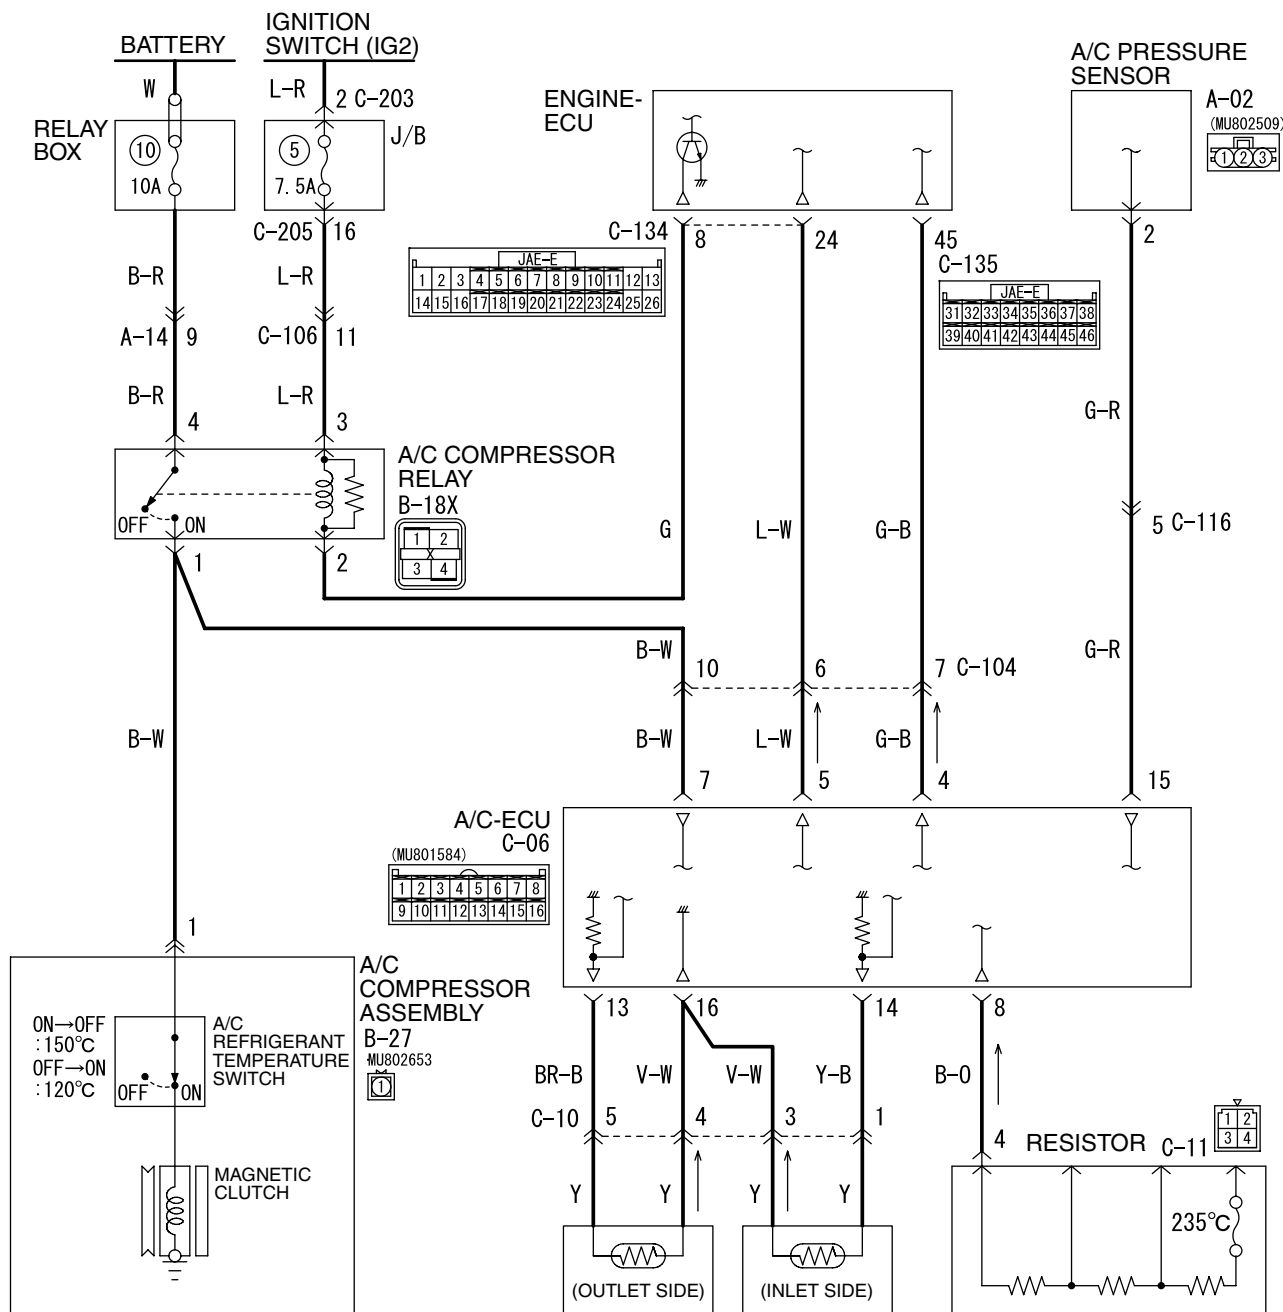 BATTERY
IGNITION
SWITCH (IG2)
A/C PRESSURE
SENSOR
W
L-R
2 C-203
ENGINE-
ECU
A-02
(MU802509)
1 2 3
RELAY
BOX
10
10A
5
7.5A
J/B
C-205 16
C-134 8
24
45
2
C-135
JAE-E
1 2 3 4 5 6 7 8 9 10 11 12 13
14 15 16 17 18 19 20 21 22 23 24 25 26
JAE-E
31 32 33 34 35 36 37 38
39 40 41 42 43 44 45 46
B-R
L-R
A-14 9
C-106 11
B-R
L-R
G-R
4
3
A/C COMPRESSOR
RELAY
B-18X
OFF ON
1 2
X
3 4
G
L-W
G-B
5 C-116
1
2
B-W
G-R
10
6
7 C-104
B-W
B-W
L-W
G-B
7
5
4
15
A/C-ECU
C-06
(MU801584)
1 2 3 4 5 6 7 8
9 10 11 12 13 14 15 16
1
A/C
COMPRESSOR
ASSEMBLY
B-27
MU802653
1
13
16
14
8
ON→OFF
:150℃
OFF→ON
:120℃
OFF ON
A/C
REFRIGERANT
TEMPERATURE
SWITCH
BR-B
V-W
V-W
Y-B
B-O
C-10 5
4
3
1
4
RESISTOR
C-11
1 2
3 4
MAGNETIC
CLUTCH
Y
Y
Y
Y
235℃
(OUTLET SIDE)
(INLET SIDE)